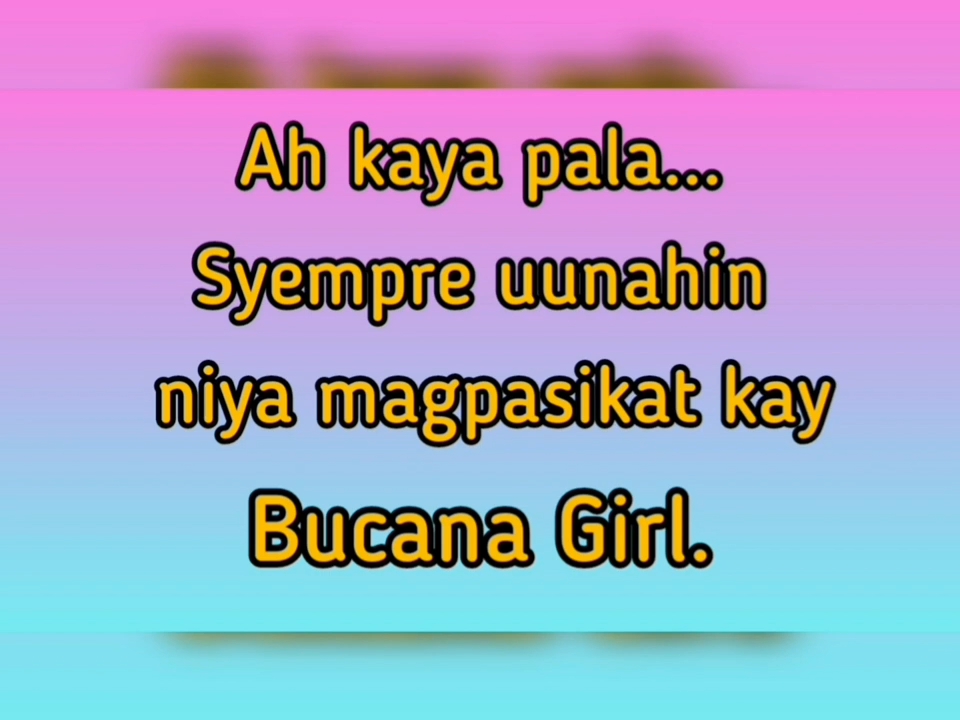 Ah kaya pala...
Syempre uunahin
niya magpasikat kay
Bucana Girl.